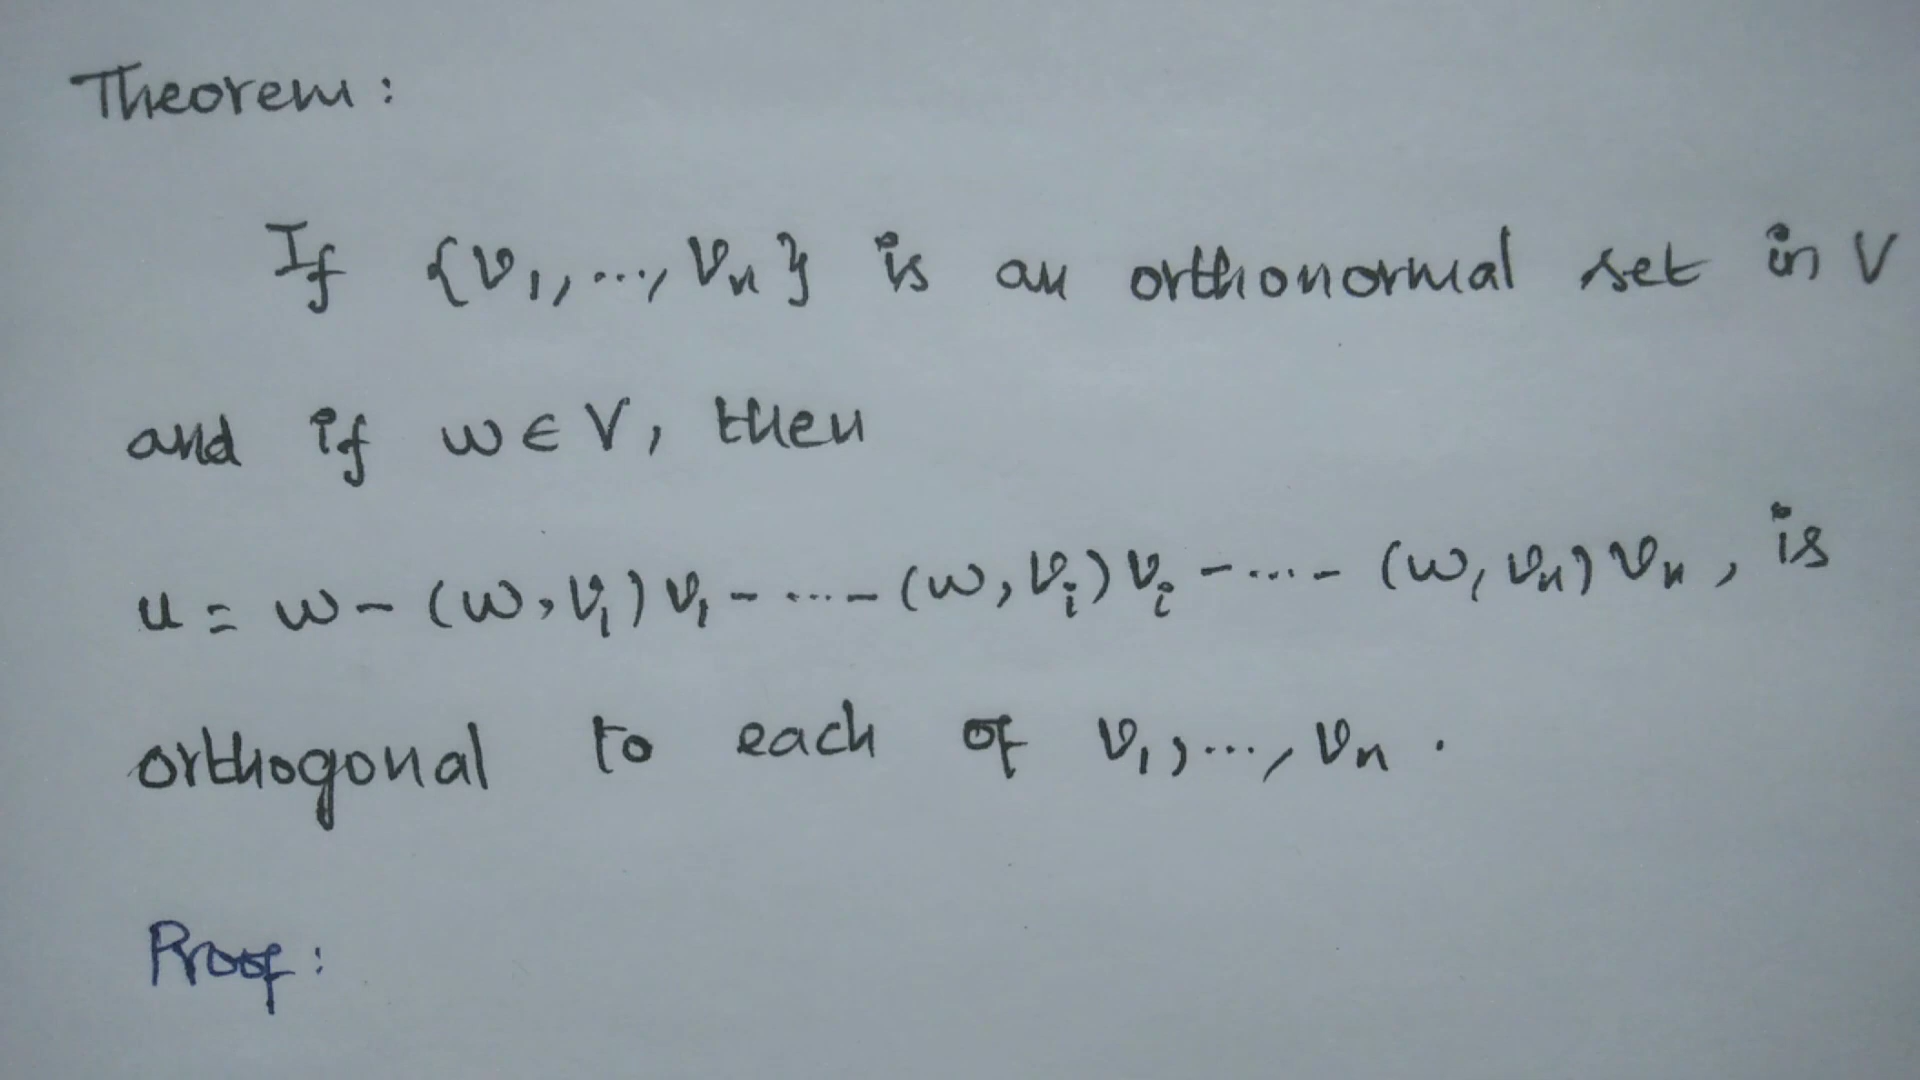 Theorem:
If {v₁,...,vₙ} is an orthonormal set in V
and if w∈V, then
u = w - (w,v₁)v₁ - ...- (w,vᵢ)vᵢ - ...- (w,vₙ)vₙ, is
orthogonal to each of v₁,...,vₙ.
Proof: